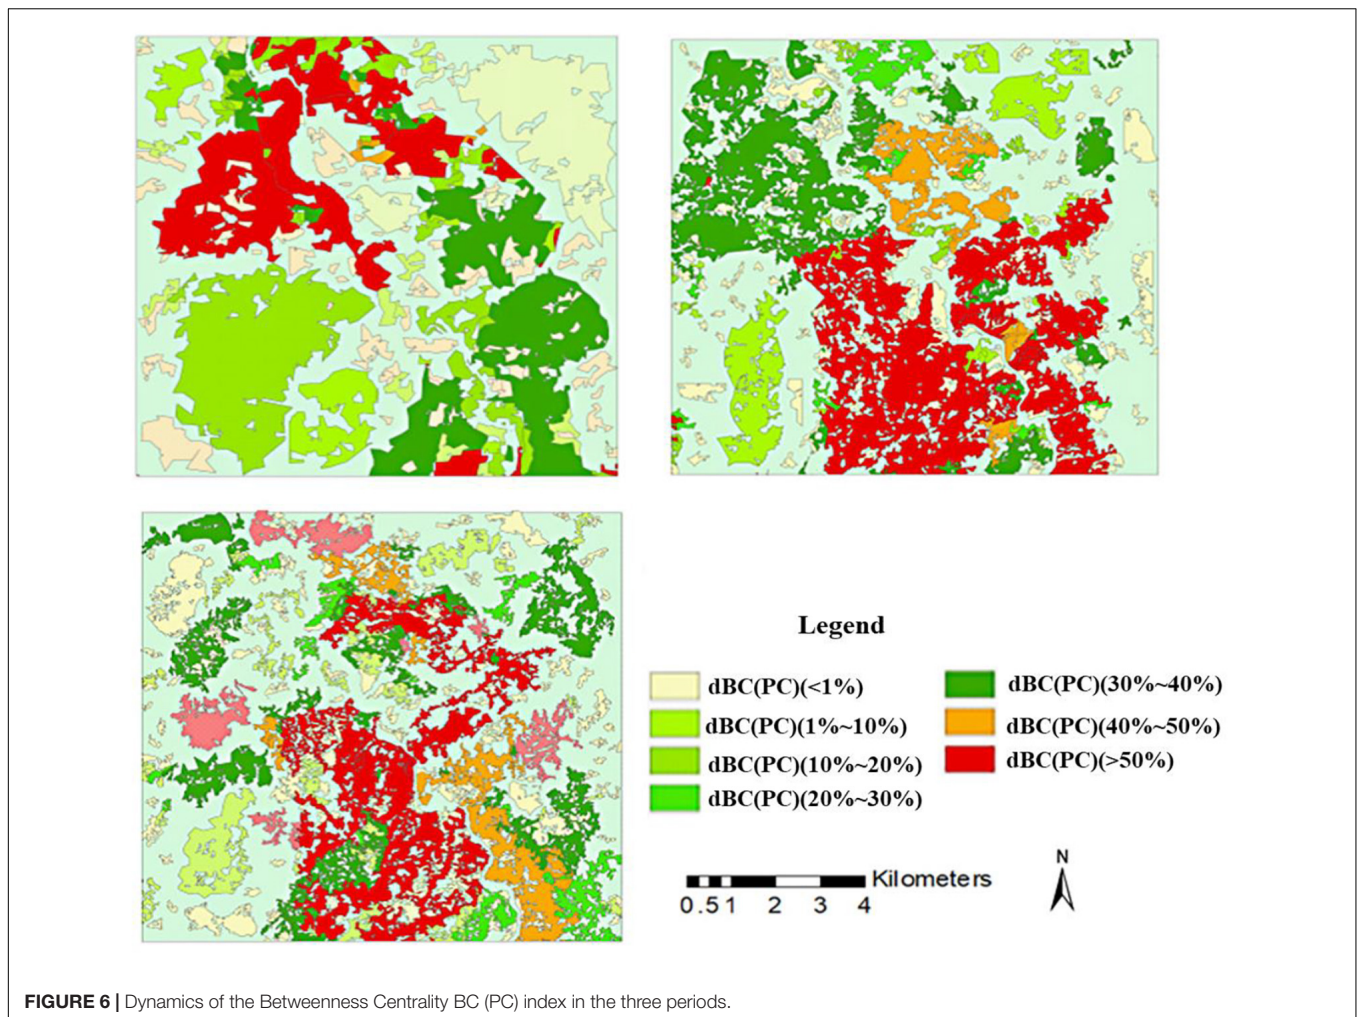 Legend
dBC(PC)(<1%)
dBC(PC)(1%~10%)
dBC(PC)(10%~20%)
dBC(PC)(20%~30%)
dBC(PC)(30%~40%)
dBC(PC)(40%~50%)
dBC(PC)(>50%)
Kilometers
0 .5 1 2 3 4
N
FIGURE 6 | Dynamics of the Betweenness Centrality BC (PC) index in the three periods.